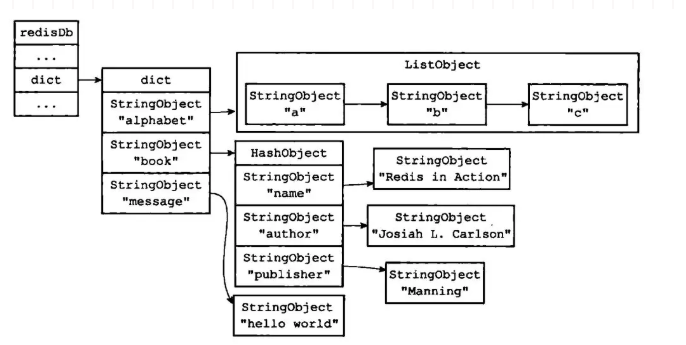 redisDb
...
dict
...
dict
StringObject
"alphabet"
StringObject
"book"
StringObject
"message"
ListObject
StringObject
"a"
StringObject
"b"
StringObject
"c"
HashObject
StringObject
"name"
StringObject
"author"
StringObject
"publisher"
StringObject
"Redis in Action"
StringObject
"Josiah L. Carlson"
StringObject
"Manning"
StringObject
"hello world"